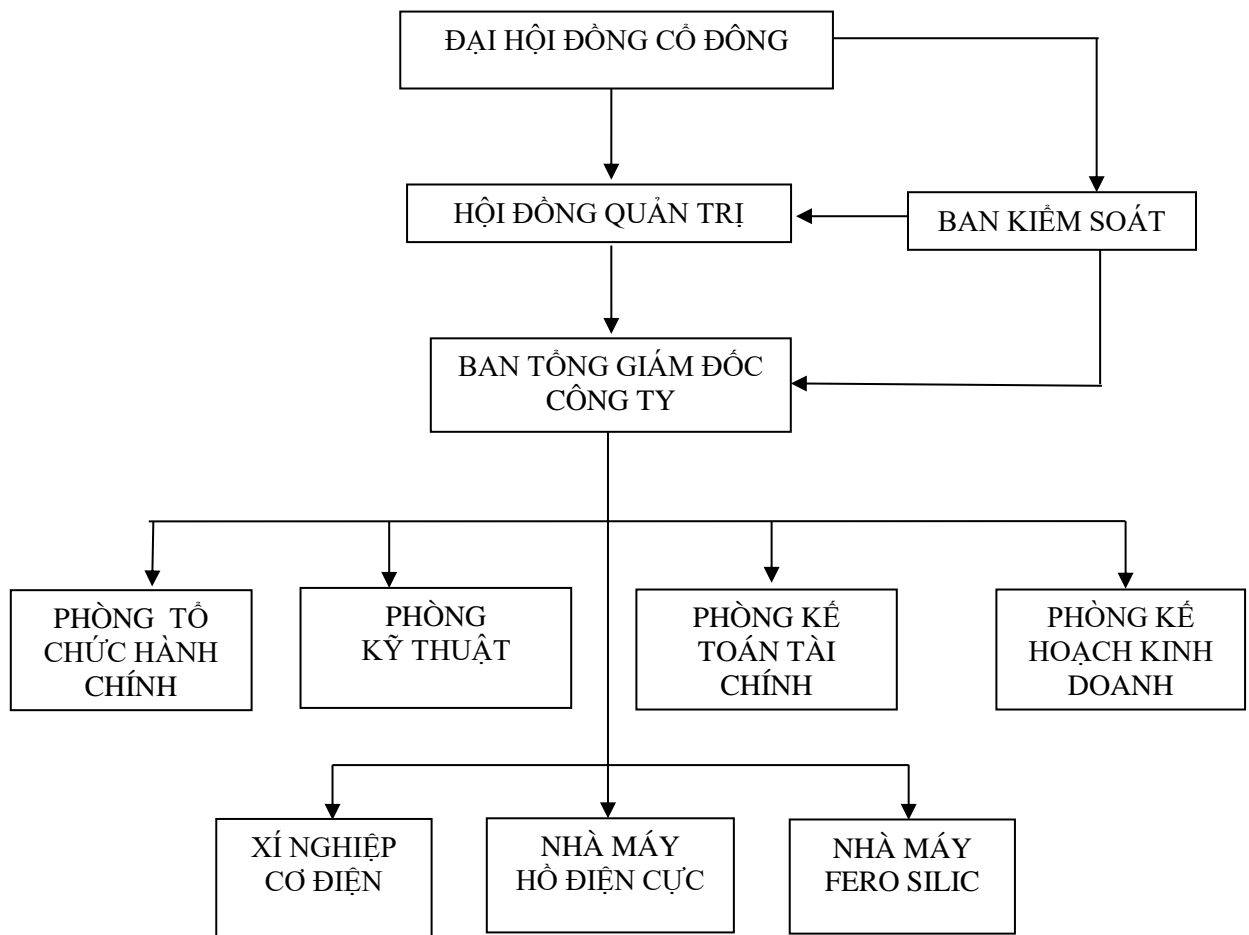 ĐẠI HỘI ĐỒNG CỔ ĐÔNG
HỘI ĐỒNG QUẢN TRỊ
BAN KIỂM SOÁT
BAN TỔNG GIÁM ĐỐC
CÔNG TY
PHÒNG TỔ
CHỨC HÀNH
CHÍNH
PHÒNG
KỸ THUẬT
PHÒNG KẾ
TOÁN TÀI
CHÍNH
PHÒNG KẾ
HOẠCH KINH
DOANH
XÍ NGHIỆP
CƠ ĐIỆN
NHÀ MÁY
HỒ ĐIỆN CỰC
NHÀ MÁY
FERO SILIC